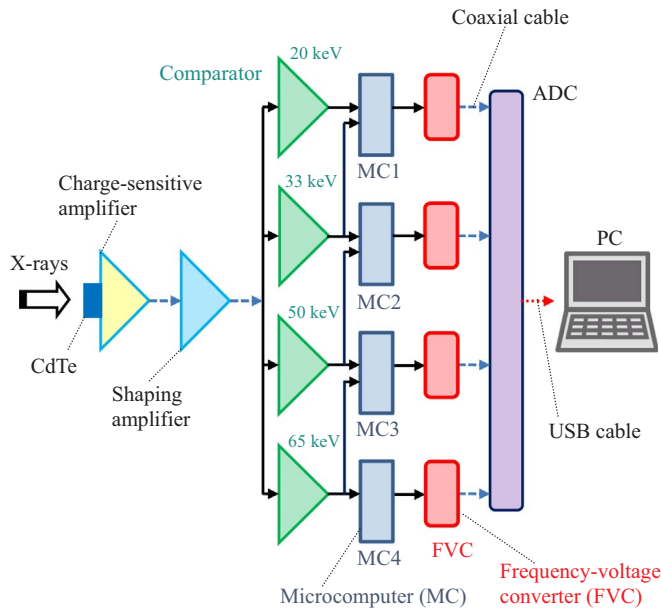 Coaxial cable
20 keV
Comparator
ADC
MC1
Charge-sensitive
amplifier
33 keV
X-rays
PC
MC2
50 keV
CdTe
Shaping
amplifier
MC3
USB cable
65 keV
MC4
FVC
Frequency-voltage
converter (FVC)
Microcomputer (MC)